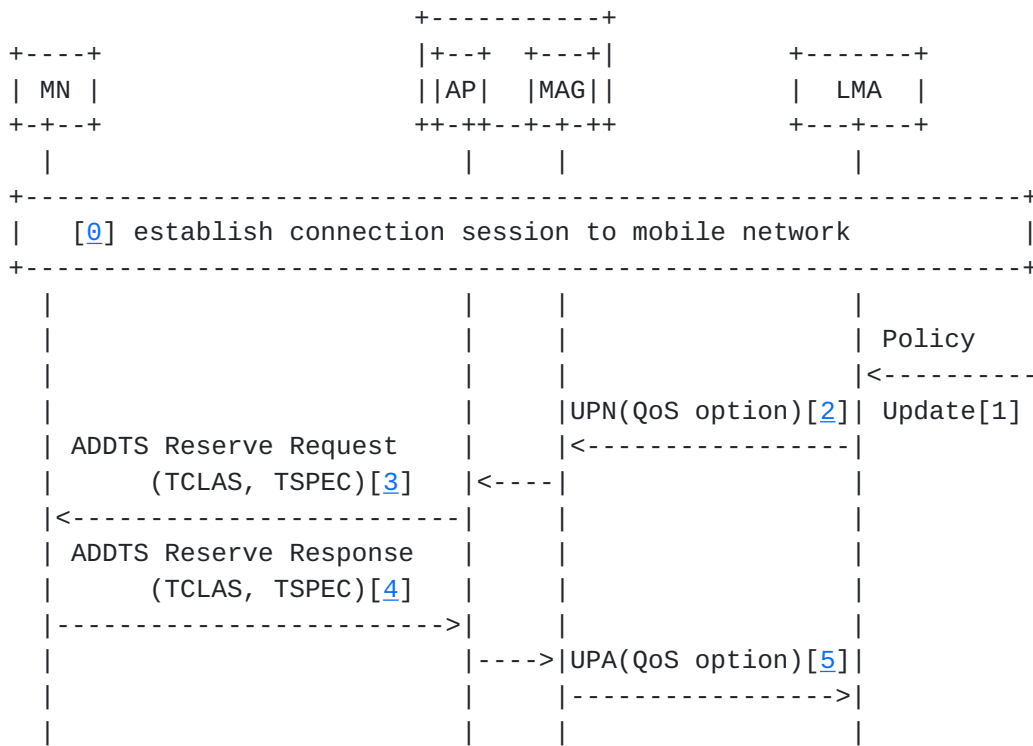 +-----------+
+----+                    |+--+  +---+|           +-------+
| MN |                    ||AP|  |MAG||           |  LMA  |
+-+--+                    ++-++--+-+-++           +---+---+
  |                          |     |                  |
+----------------------------------------------------------------+
|   [0] establish connection session to mobile network           |
+----------------------------------------------------------------+
  |                          |     |                  |
  |                          |     |                  | Policy
  |                          |     |                  |<----------
  |                          |     |UPN(QoS option)[2]| Update[1]
  | ADDTS Reserve Request    |     |<-----------------|
  |      (TCLAS, TSPEC)[3]   |<----|                  |
  |<-------------------------|     |                  |
  | ADDTS Reserve Response   |     |                  |
  |      (TCLAS, TSPEC)[4]   |     |                  |
  |------------------------->|     |                  |
  |                          |---->|UPA(QoS option)[5]|
  |                          |     |----------------->|
  |                          |     |                  |